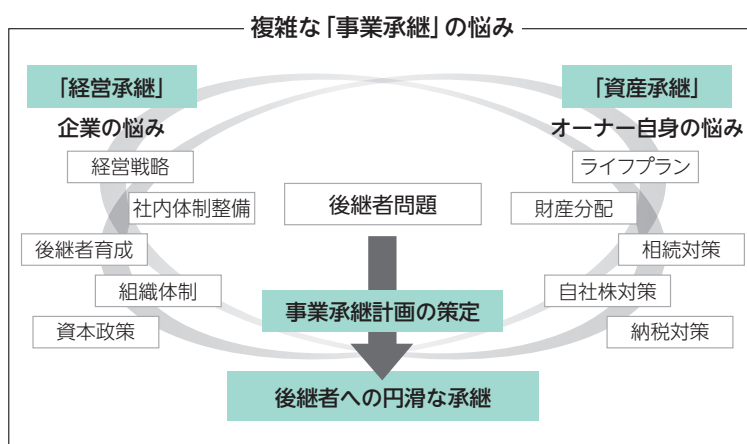 複雑な「事業承継」の悩み
「経営承継」
企業の悩み
経営戦略
社内体制整備
後継者育成
組織体制
資本政策
後継者問題
事業承継計画の策定
後継者への円滑な承継
「資産承継」
オーナー自身の悩み
ライフプラン
財産分配
相続対策
自社株対策
納税対策